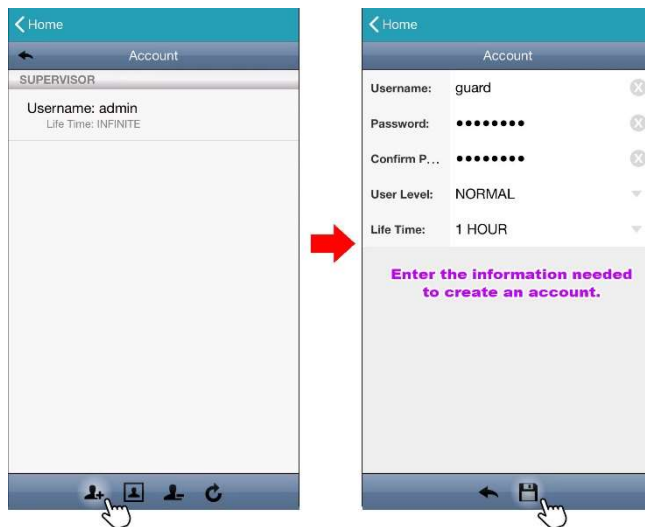 Home
Account
SUPERVISOR
Username: admin
Life Time: INFINITE
Home
Account
Username: guard
Password: ••••••••
Confirm P... ••••••••
User Level: NORMAL
Life Time: 1 HOUR
Enter the information needed
to create an account.